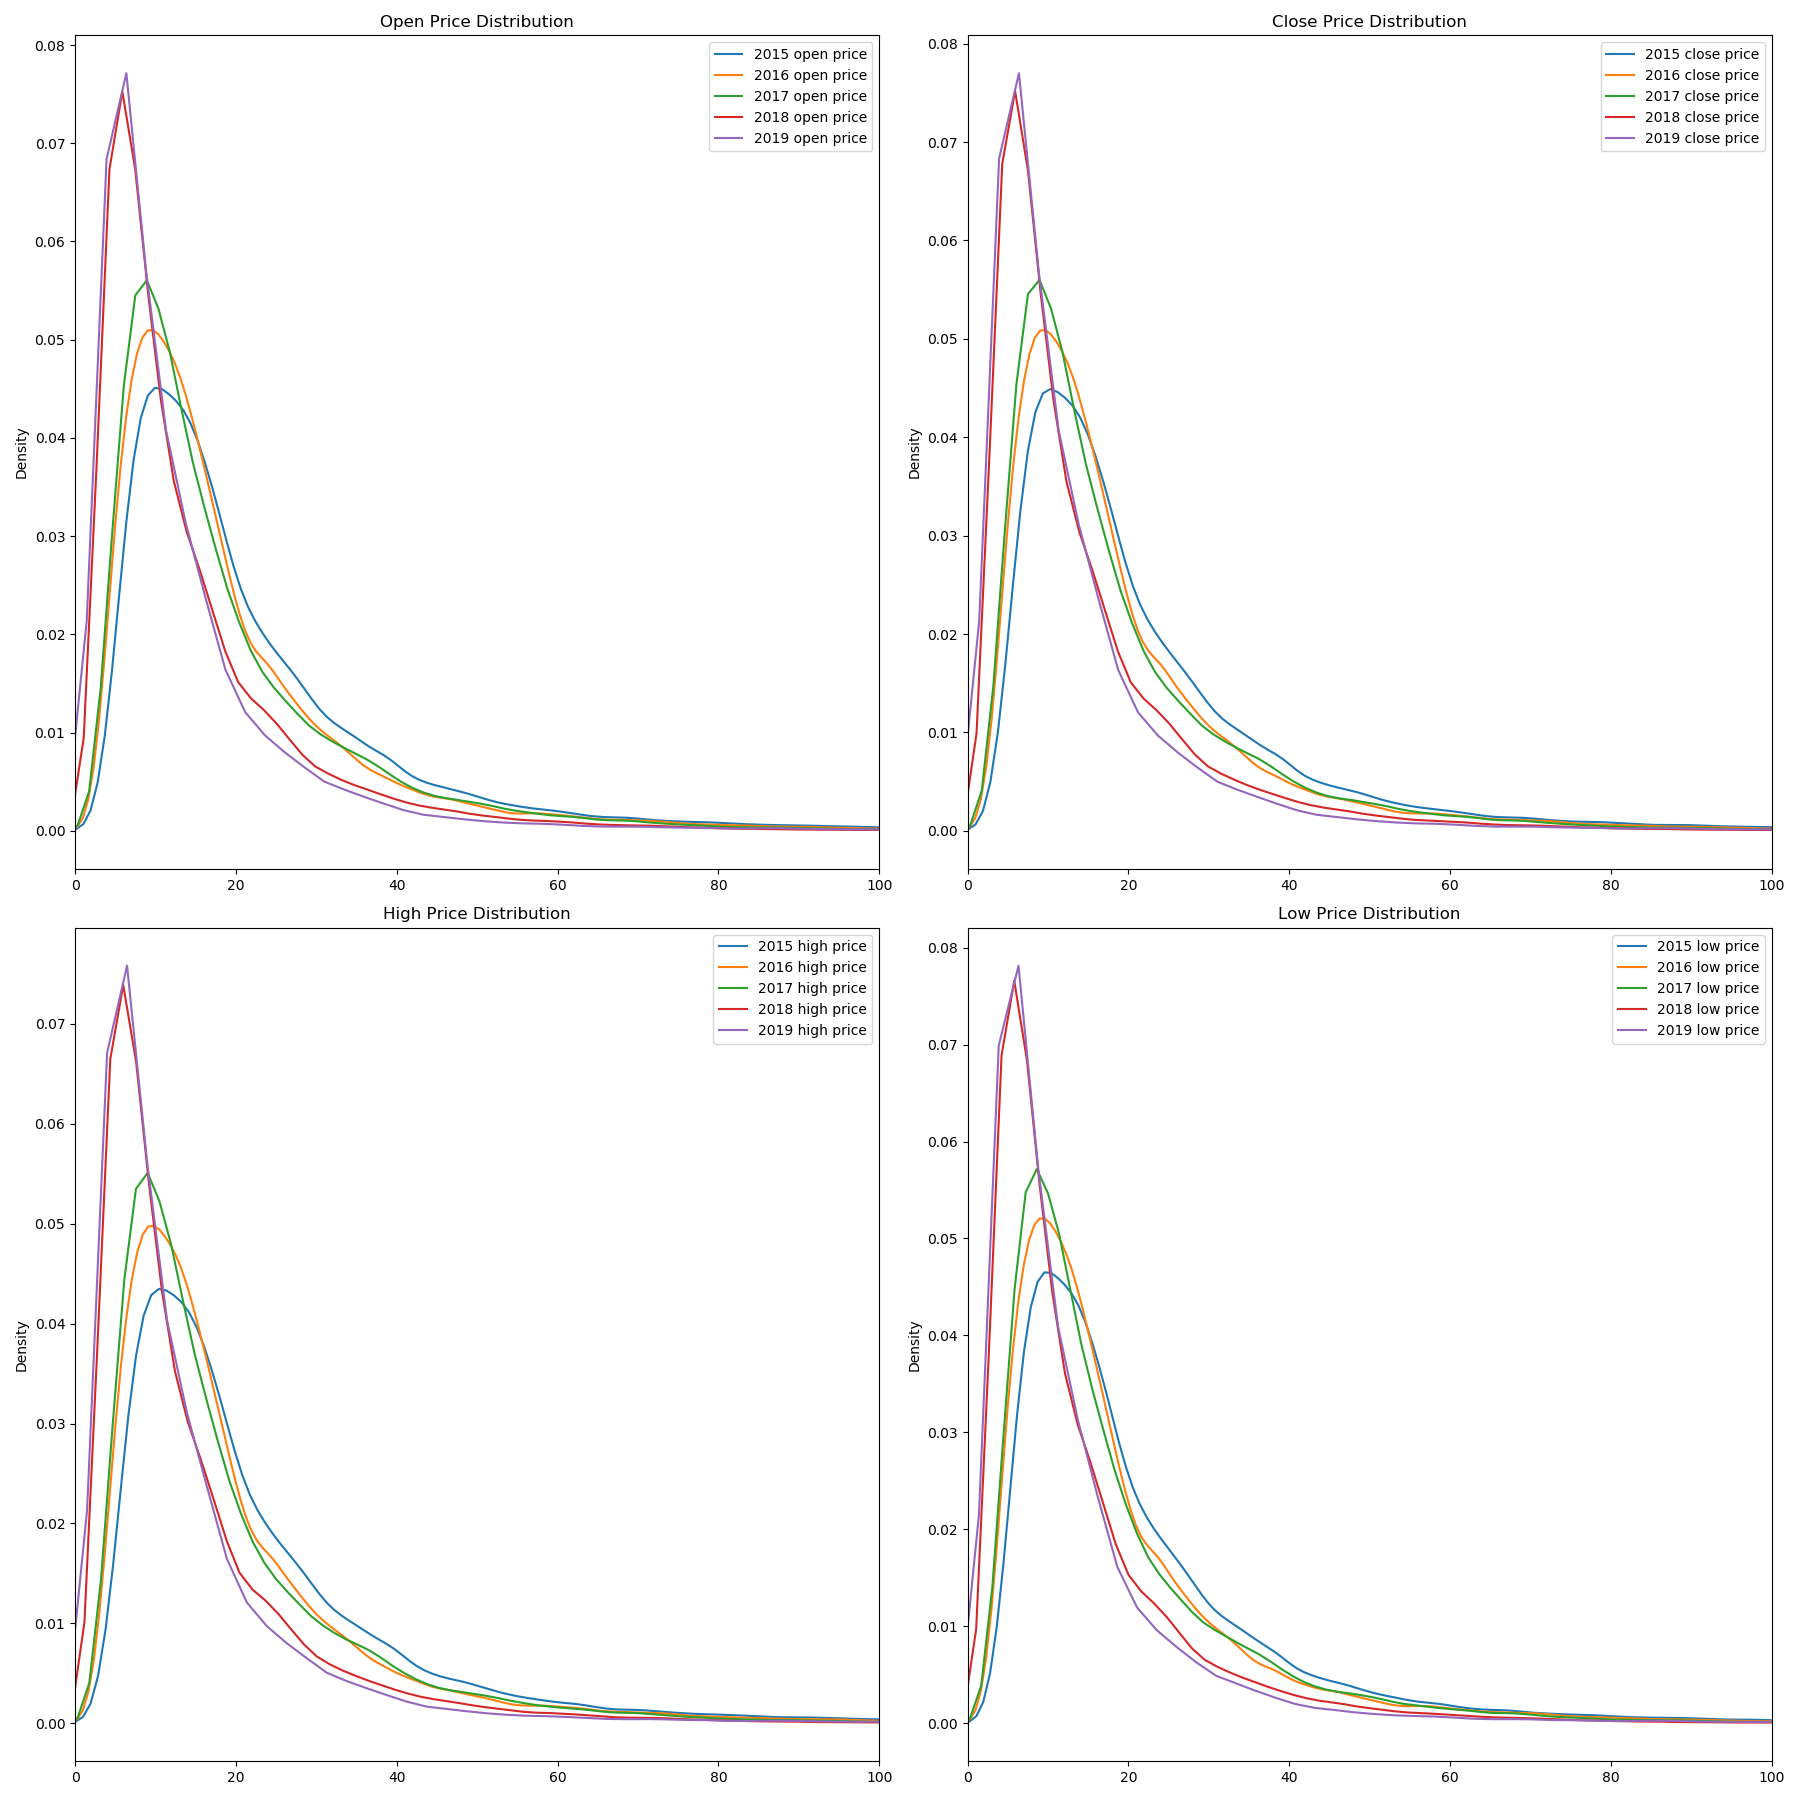 Open Price Distribution
0.08
0.07
0.06
0.05
0.04
0.03
0.02
0.01
0.00
Density
2015 open price
2016 open price
2017 open price
2018 open price
2019 open price
0 20 40 60 80 100
Close Price Distribution
0.08
0.07
0.06
0.05
0.04
0.03
0.02
0.01
0.00
Density
2015 close price
2016 close price
2017 close price
2018 close price
2019 close price
0 20 40 60 80 100
High Price Distribution
0.07
0.06
0.05
0.04
0.03
0.02
0.01
0.00
Density
2015 high price
2016 high price
2017 high price
2018 high price
2019 high price
0 20 40 60 80 100
Low Price Distribution
0.08
0.07
0.06
0.05
0.04
0.03
0.02
0.01
0.00
Density
2015 low price
2016 low price
2017 low price
2018 low price
2019 low price
0 20 40 60 80 100